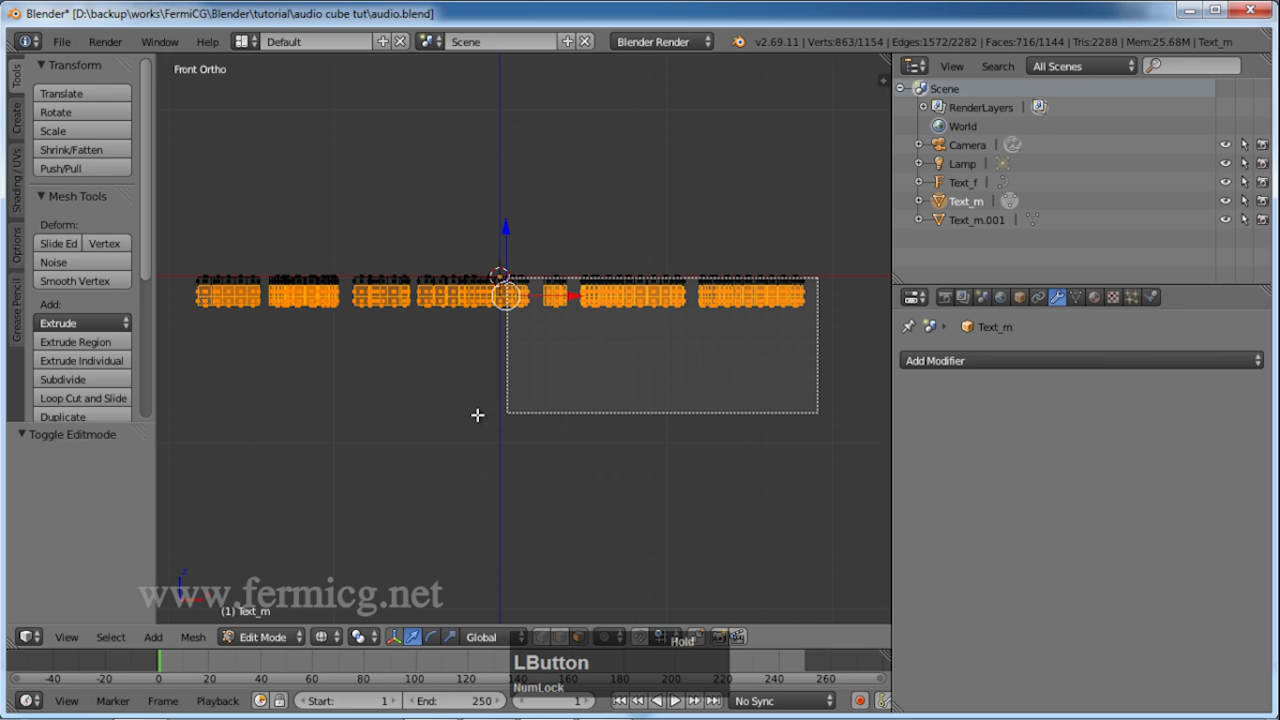 Blender* [D:\backup\works\FermiCG\Blender\tutorial\audio cube tut\audio.blend]
File Render Window Help Default Scene Blender Render v2.69.11 | Verts:863/1154 | Edges:1572/2282 | Faces:716/1144 | Tris:2288 | Mem:25.68M | Text_m
Tools
Create
Shading / UVs
Options
Grease Pencil
Transform
Translate
Rotate
Scale
Shrink/Fatten
Push/Pull
Mesh Tools
Deform:
Slide Ed Vertex
Noise
Smooth Vertex
Add:
Extrude
Extrude Region
Extrude Individual
Subdivide
Loop Cut and Slide
Duplicate
Toggle Editmode
Front Ortho
z
www.fermicg.net
(1) Text_m
View Select Add Mesh Edit Mode Global
Hold
LButton
NumLock
-40 -20 0 20 40 60 80 100 120 140 160 180 200 220 240 260
View Marker Frame Playback Start: 1 End: 250 1 No Sync
View Search All Scenes
Scene
RenderLayers
World
Camera
Lamp
Text_f
Text_m
Text_m.001
Text_m
Add Modifier